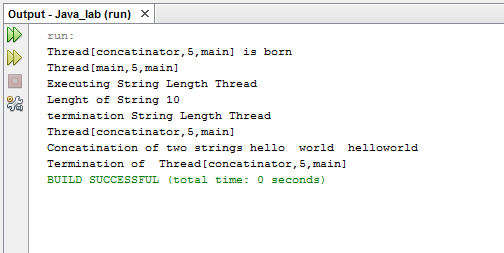 Output - Java_lab (run) ×
run:
Thread[concatinator,5,main] is born
Thread[main,5,main]
Executing String Length Thread
Lenght of String 10
termination String Length Thread
Thread[concatinator,5,main]
Concatination of two strings hello  world  helloworld
Termination of  Thread[concatinator,5,main]
BUILD SUCCESSFUL (total time: 0 seconds)